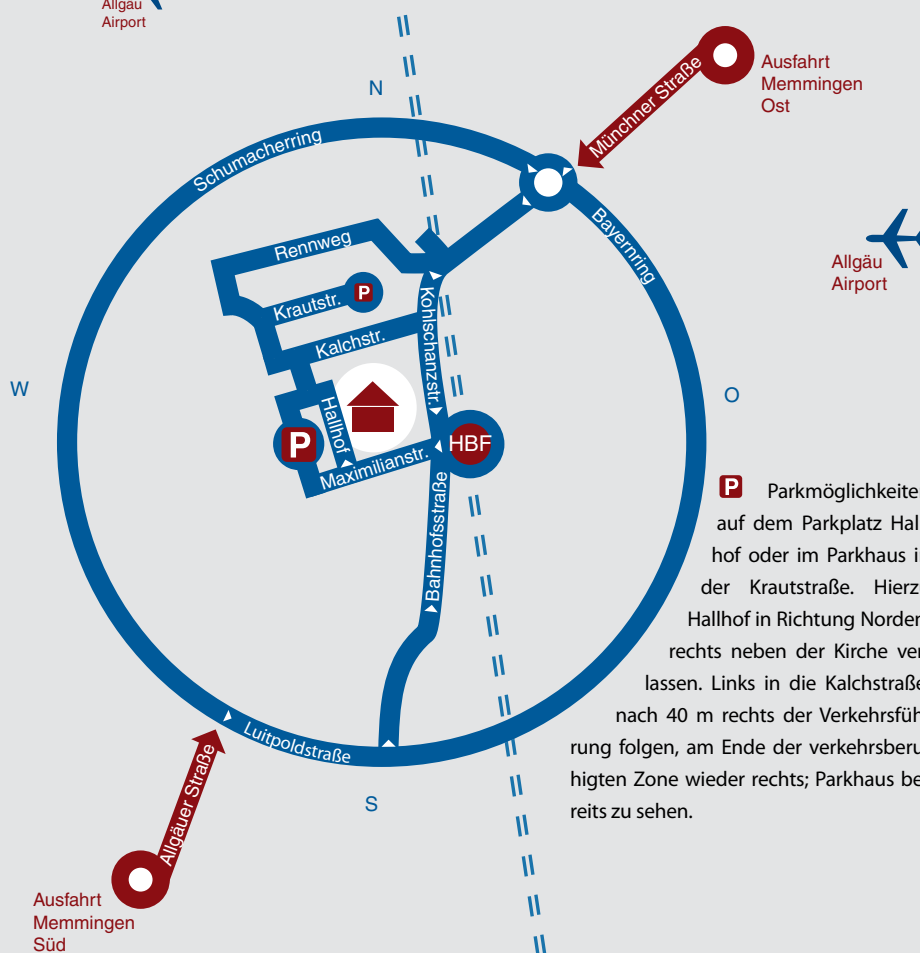 Allgäu
Airport
N
Ausfahrt
Memmingen
Ost
Münchner Straße
Schumacherring
Bayernring
Rennweg
Krautstr.
P
Kohlschanzstr.
Kalchstr.
Allgäu
Airport
W
O
Hallhof
P
HBF
Maximilianstr.
Bahnhofsstraße
P Parkmöglichkeite
auf dem Parkplatz Hal
hof oder im Parkhaus i
der Krautstraße. Hierz
Hallhof in Richtung Norden
rechts neben der Kirche ver
lassen. Links in die Kalchstraße
nach 40 m rechts der Verkehrsfüh
rung folgen, am Ende der verkehrsberu
higten Zone wieder rechts; Parkhaus be
reits zu sehen.
Luitpoldstraße
S
Allgäuer Straße
Ausfahrt
Memmingen
Süd